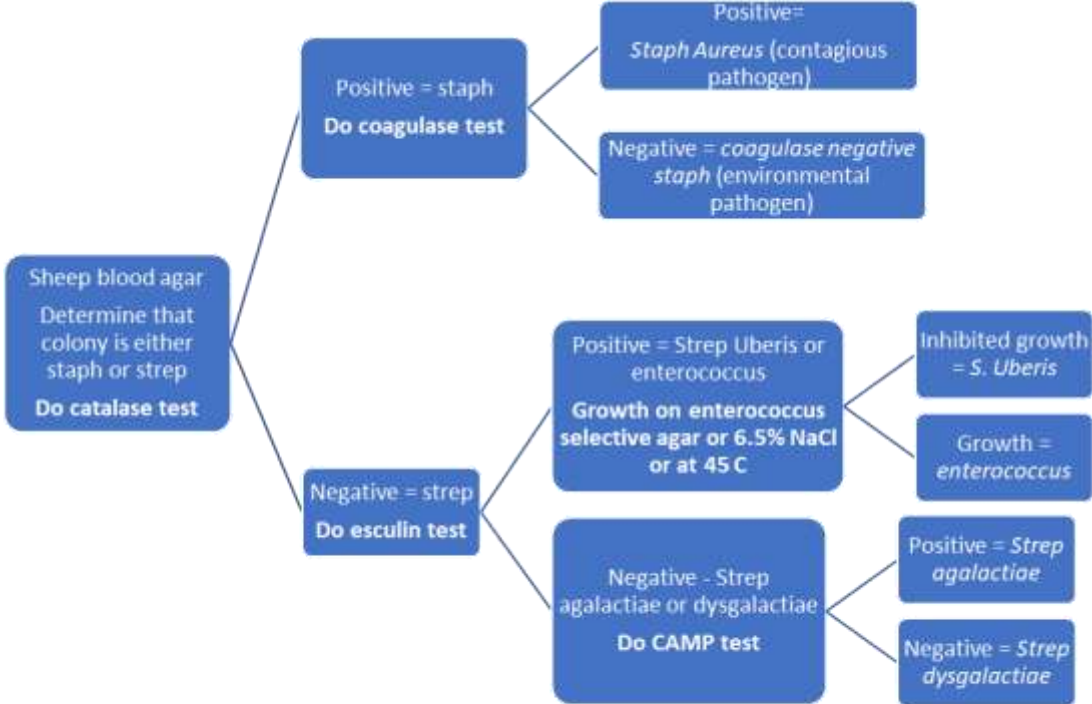 Sheep blood agar
Determine that
colony is either
staph or strep
Do catalase test
Positive = staph
Do coagulase test
Positive=
Staph Aureus (contagious
pathogen)
Negative = coagulase negative
staph (environmental
pathogen)
Negative = strep
Do esculin test
Positive = Strep Uberis or
enterococcus
Growth on enterococcus
selective agar or 6.5% NaCl
or at 45 C
Inhibited growth
= S. Uberis
Growth =
enterococcus
Negative - Strep
agalactiae or dysgalactiae
Do CAMP test
Positive = Strep
agalactiae
Negative = Strep
dysgalactiae